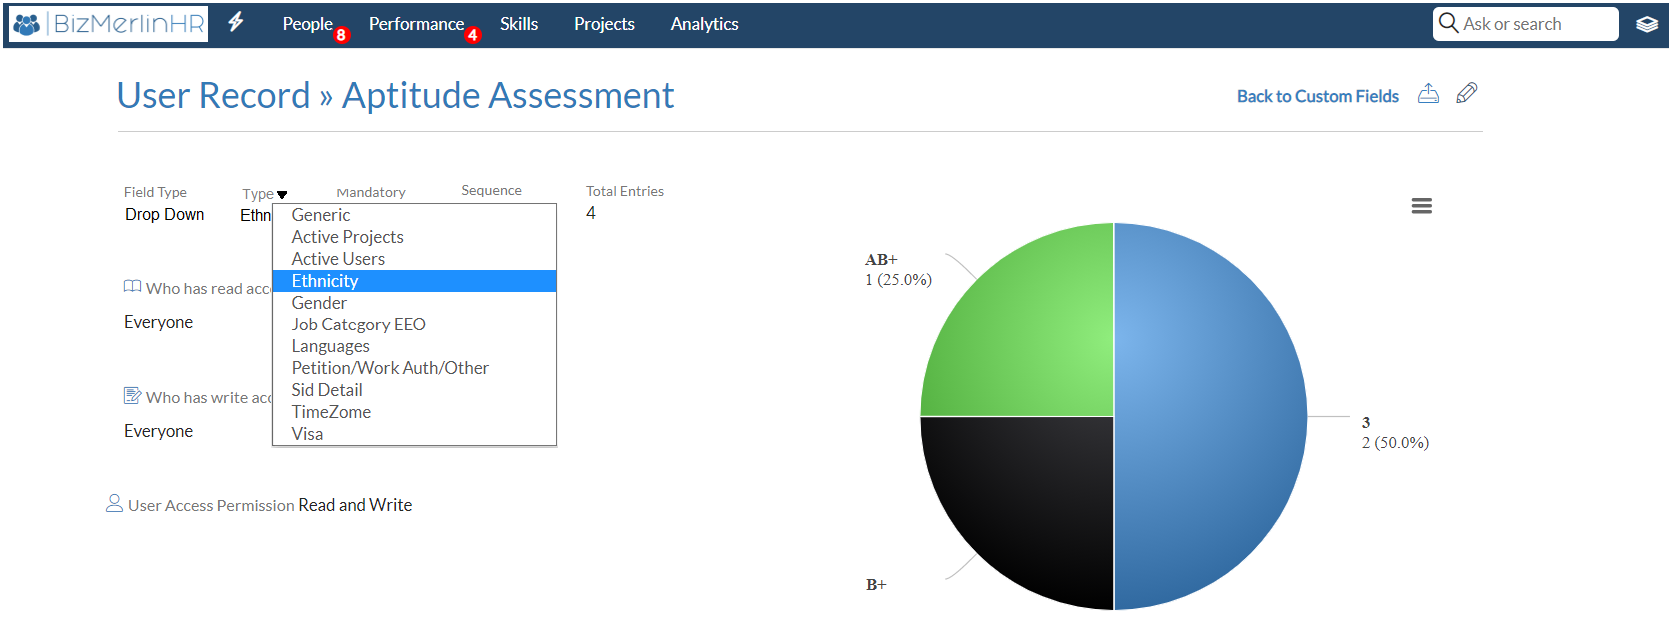 BizMerlinHR
People 8
Performance 4
Skills
Projects
Analytics
Ask or search
User Record » Aptitude Assessment
Back to Custom Fields
Field Type
Type
Mandatory
Sequence
Total Entries
Drop Down
Ethn
4
Generic
Active Projects
Active Users
Ethnicity
Gender
Job Category EEO
Languages
Petition/Work Auth/Other
Sid Detail
TimeZome
Visa
Who has read acc
Everyone
Who has write acc
Everyone
User Access Permission Read and Write
AB+
1 (25.0%)
3
2 (50.0%)
B+